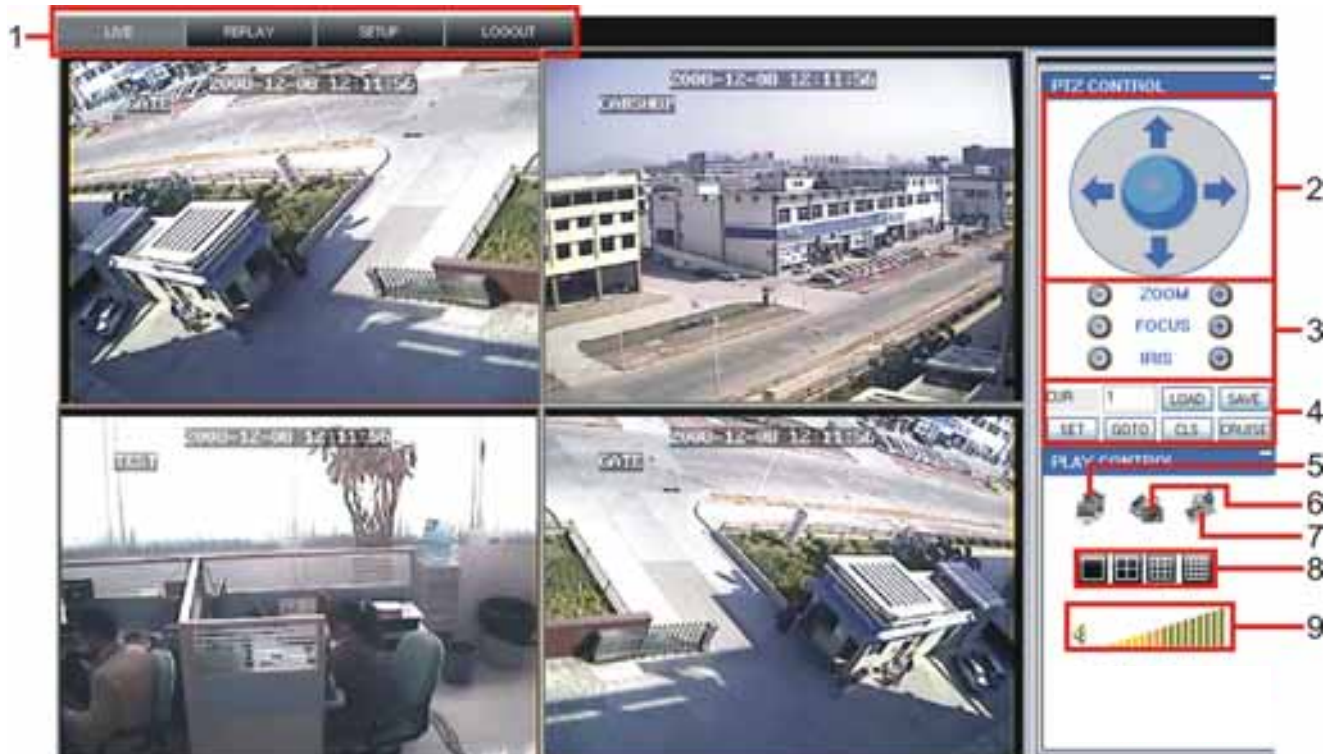 1
LIVE REPLAY SETUP LOGOUT
2008-12-08 12:11:56
GATE
2008-12-08 12:11:56
PTZ CONTROL
2
ZOOM
3
FOCUS
IRIS
CUR 1 LOAD SAVE
4
SET GOTO CLS CRUISE
2008-12-08 12:11:56
2008-12-08 12:11:56
GATE
PLAY CONTROL
5
6
7
8
9